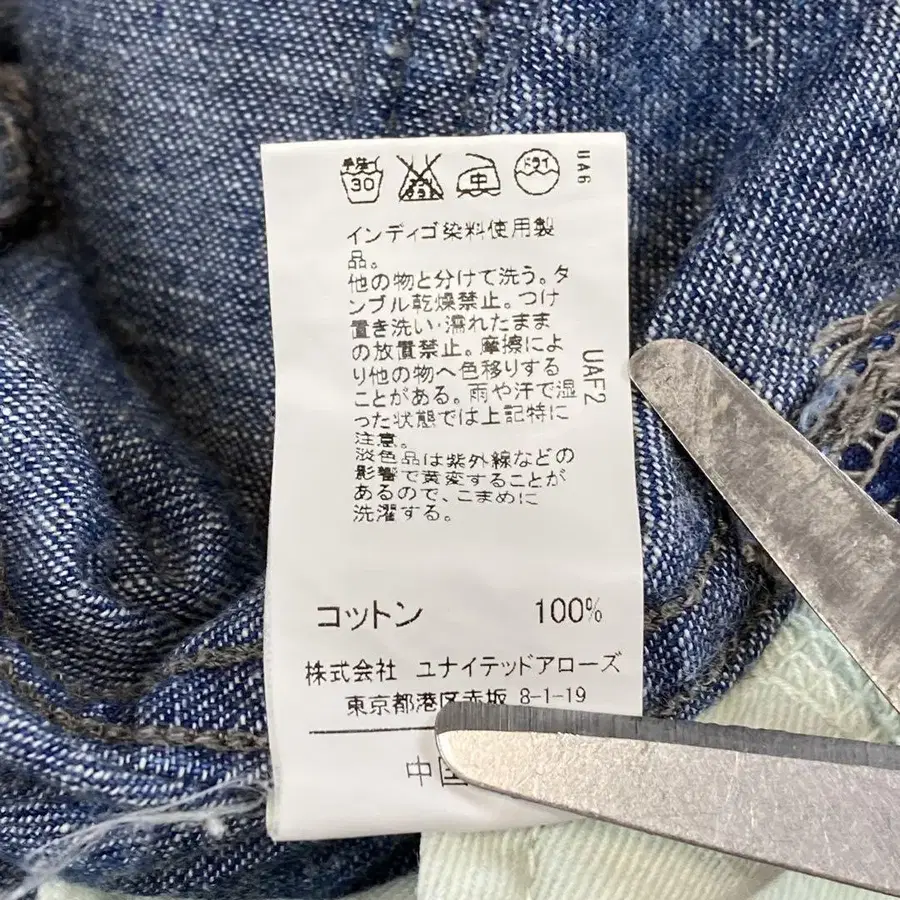 手洗
30
中
ドライ
UA6
インディゴ染料使用製
品。
他の物と分けて洗う。タ
ンブル乾燥禁止。つけ
置き洗い・濡れたまま
の放置禁止。摩擦によ
り他の物へ色移りする
ことがある。雨や汗で湿
った状態では上記特に
注意。
淡色品は紫外線などの
影響で黄変することが
あるので、こまめに
洗濯する。
UAF2
コットン 100%
株式会社 ユナイテッドアローズ
東京都港区赤坂 8-1-19
中国